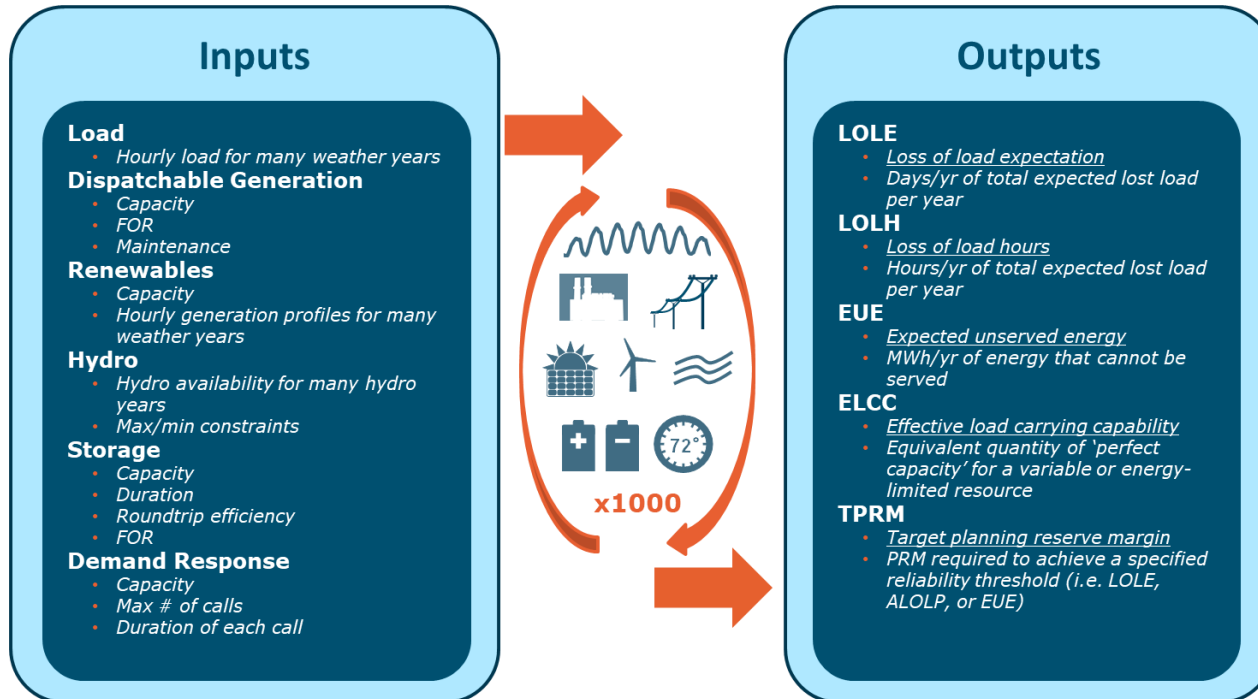 Inputs
Load
• Hourly load for many weather years
Dispatchable Generation
• Capacity
• FOR
• Maintenance
Renewables
• Capacity
• Hourly generation profiles for many
weather years
Hydro
• Hydro availability for many hydro
years
• Max/min constraints
Storage
• Capacity
• Duration
• Roundtrip efficiency
• FOR
Demand Response
• Capacity
• Max # of calls
• Duration of each call
+
−
72°
x1000
Outputs
LOLE
• Loss of load expectation
• Days/yr of total expected lost load
per year
LOLH
• Loss of load hours
• Hours/yr of total expected lost load
per year
EUE
• Expected unserved energy
• MWh/yr of energy that cannot be
served
ELCC
• Effective load carrying capability
• Equivalent quantity of ‘perfect
capacity’ for a variable or energy-
limited resource
TPRM
• Target planning reserve margin
• PRM required to achieve a specified
reliability threshold (i.e. LOLE,
ALOLP, or EUE)